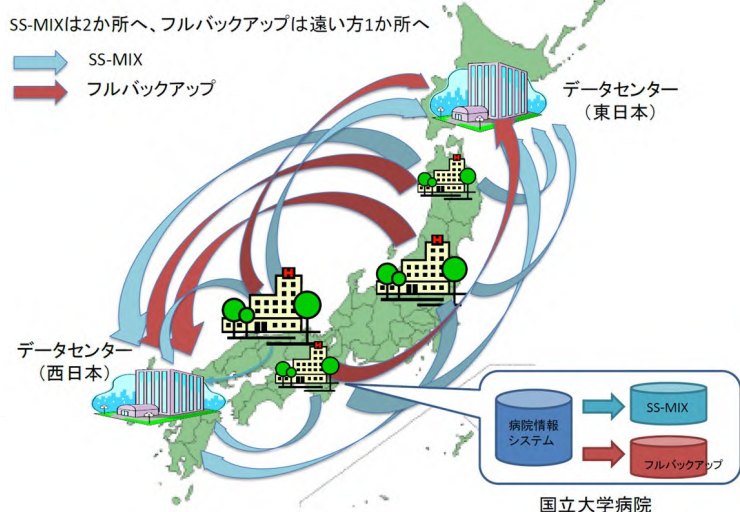 SS-MIXは2か所へ、フルバックアップは遠い方1か所へ
SS-MIX
フルバックアップ
データセンター
（東日本）
H
H
H
データセンター
（西日本）
H
病院情報
システム
SS-MIX
フルバックアップ
国立大学病院